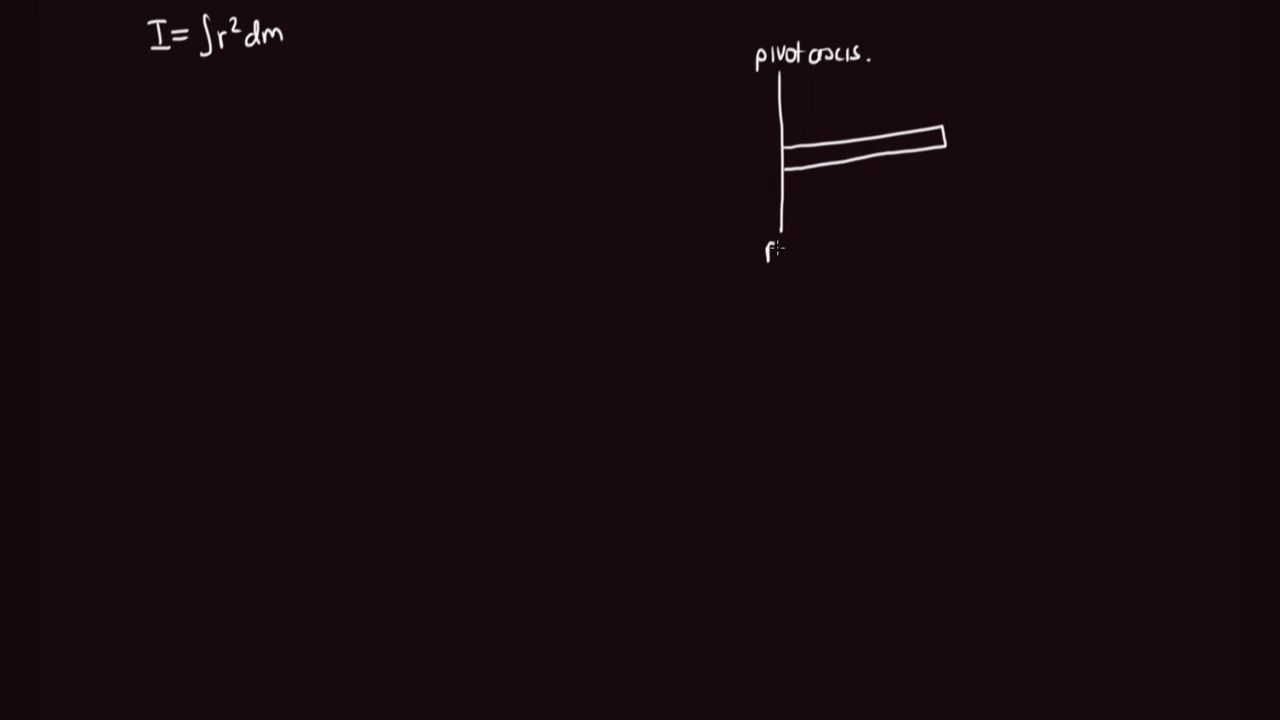 I = ∫r²dm
pivot axis.
r